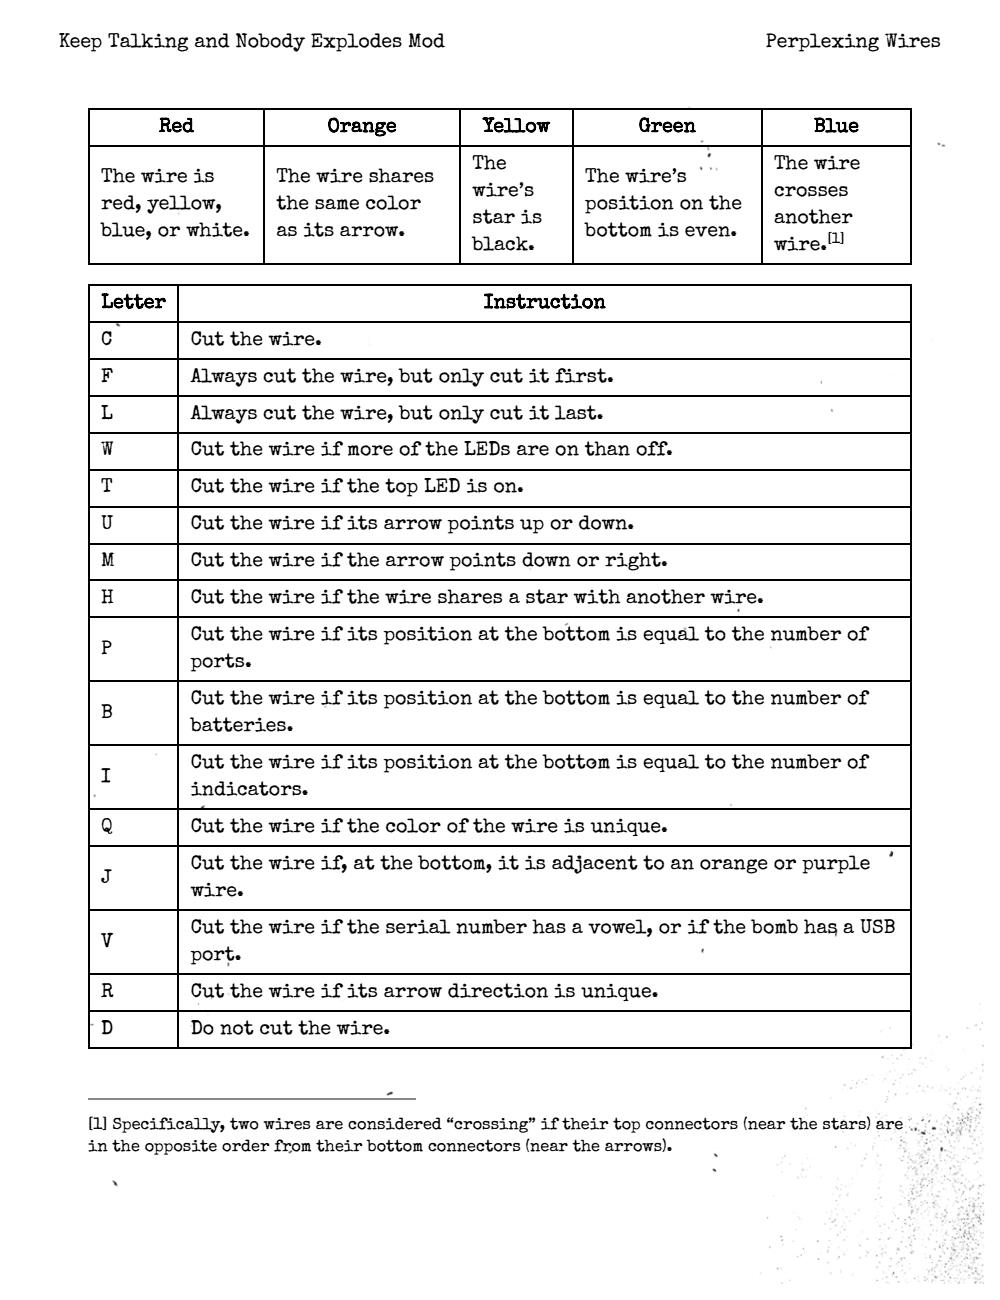 Keep Talking and Nobody Explodes Mod
Perplexing Wires
Red
Orange
Yellow
Green
Blue
The wire is
red, yellow,
blue, or white.
The wire shares
the same color
as its arrow.
The
wire's
star is
black.
The wire's
position on the
bottom is even.
The wire
crosses
another
wire.[1]
Letter
Instruction
C
Cut the wire.
F
Always cut the wire, but only cut it first.
L
Always cut the wire, but only cut it last.
W
Cut the wire if more of the LEDs are on than off.
T
Cut the wire if the top LED is on.
U
Cut the wire if its arrow points up or down.
M
Cut the wire if the arrow points down or right.
H
Cut the wire if the wire shares a star with another wire.
P
Cut the wire if its position at the bottom is equal to the number of
ports.
B
Cut the wire if its position at the bottom is equal to the number of
batteries.
I
Cut the wire if its position at the bottom is equal to the number of
indicators.
Q
Cut the wire if the color of the wire is unique.
J
Cut the wire if, at the bottom, it is adjacent to an orange or purple
wire.
V
Cut the wire if the serial number has a vowel, or if the bomb has a USB
port.
R
Cut the wire if its arrow direction is unique.
D
Do not cut the wire.
[1] Specifically, two wires are considered “crossing” if their top connectors (near the stars) are
in the opposite order from their bottom connectors (near the arrows).